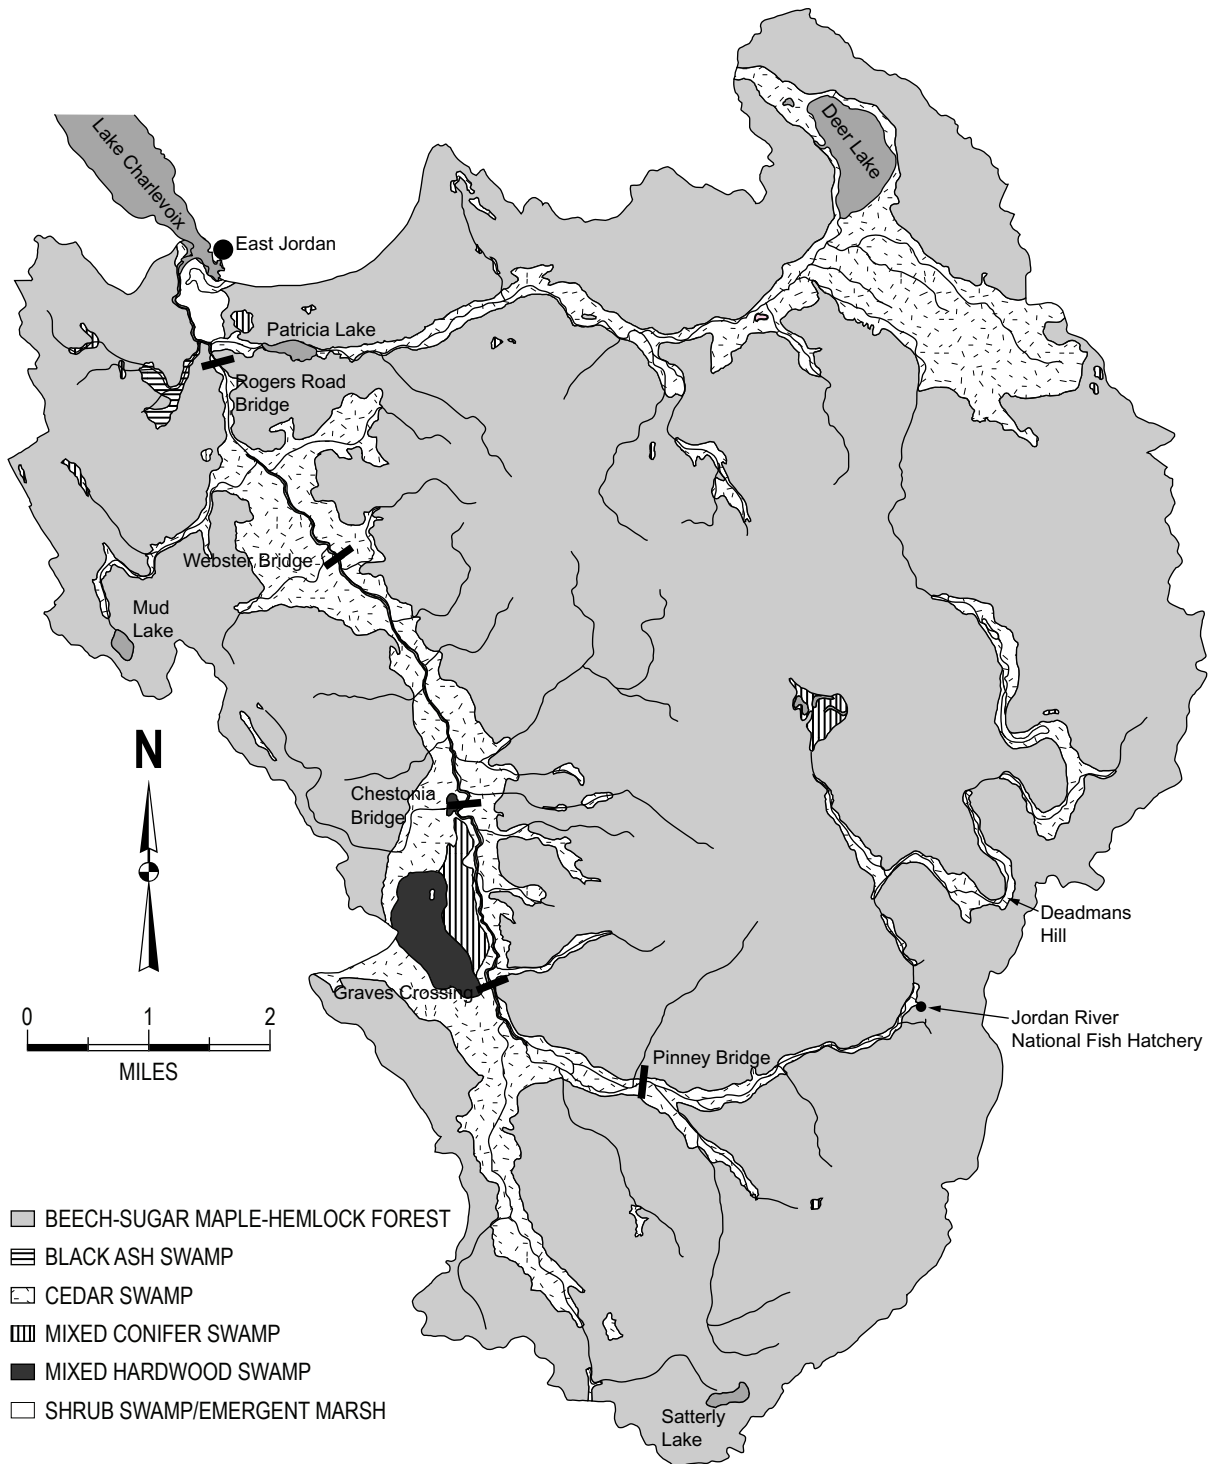 Lake Charlevoix
Deer Lake
East Jordan
Patricia Lake
Rogers Road
Bridge
Webster Bridge
Mud
Lake
N
Chestonia
Bridge
Deadmans
Hill
Graves Crossing
0 1 2
MILES
Jordan River
National Fish Hatchery
Pinney Bridge
BEECH-SUGAR MAPLE-HEMLOCK FOREST
BLACK ASH SWAMP
CEDAR SWAMP
MIXED CONIFER SWAMP
MIXED HARDWOOD SWAMP
SHRUB SWAMP/EMERGENT MARSH
Satterly
Lake